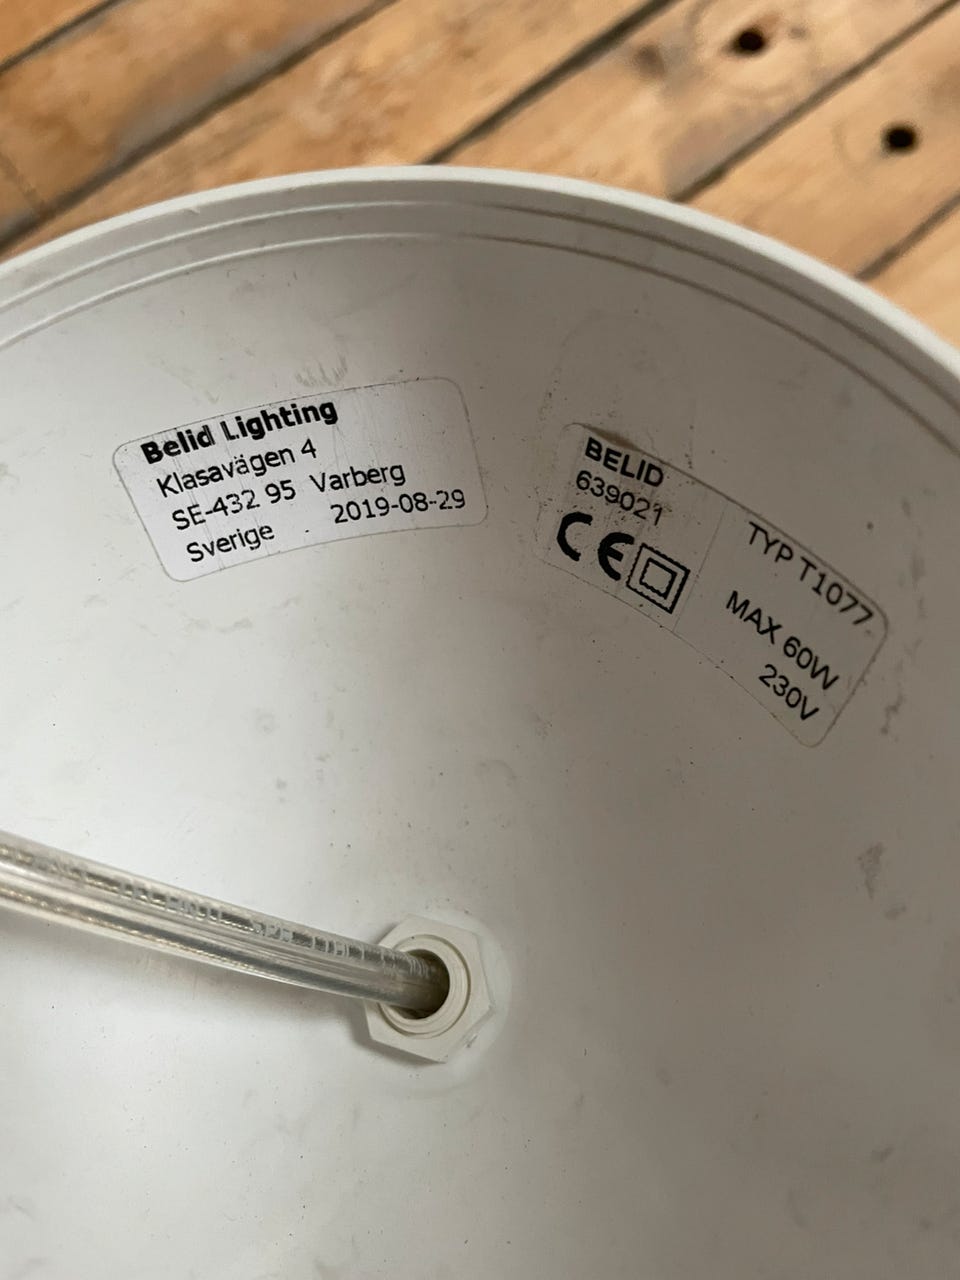 Belid Lighting
Klasavägen 4
SE-432 95 Varberg
Sverige 2019-08-29
BELID
639021
CE
TYP T1077
MAX 60W
230V